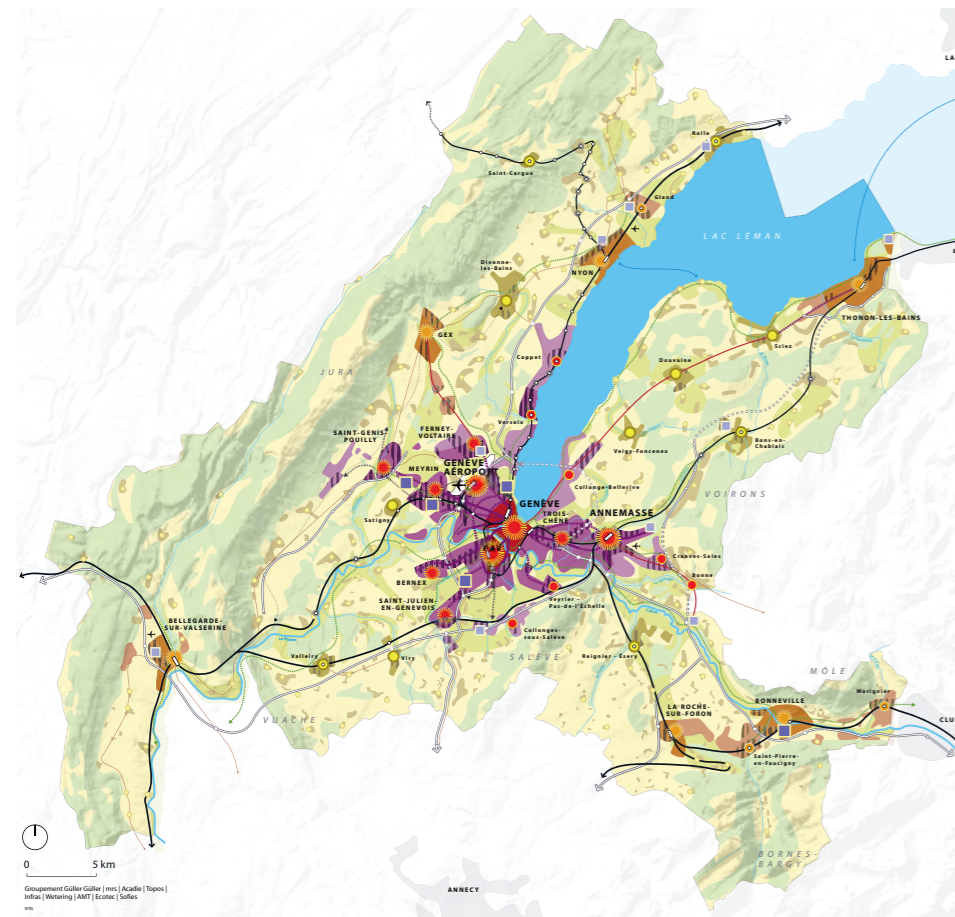 LA
Rolle
Saint-Cergue
Gland
LAC LÉMAN
Divonne-
les-Bains
NYON
THONON-LES-BAINS
GEX
Sciez
Coppet
Douvaine
JURA
Versoix
SAINT-GENIS-
POUILLY
FERNEY-
VOLTAIRE
Bons-en-
Chablais
Veigy-Foncenex
MEYRIN
GENÈVE
AÉROPORT
Collonge-Bellerive
VOIRONS
GENÈVE
Satigny
TROIS-
CHÊNE
ANNEMASSE
PAV
Cranves-Sales
BERNEX
Bonne
Veyrier –
Pas-de-l'Echelle
SAINT-JULIEN-
EN-GENEVOIS
BELLEGARDE-
SUR-VALSERINE
Collonges-
sous-Salève
Valleiry
Viry
SALÈVE
Reignier – Ésery
MÔLE
Marignier
VUACHE
LA ROCHE-
SUR-FORON
BONNEVILLE
CLU
Saint-Pierre-
en-Faucigny
0 5 km
BORNES-
BARGY
Groupement Güller Güller | mrs | Acadie | Topos |
Infras | Wetering | AMT | Ecotec | Sofies
ANNECY